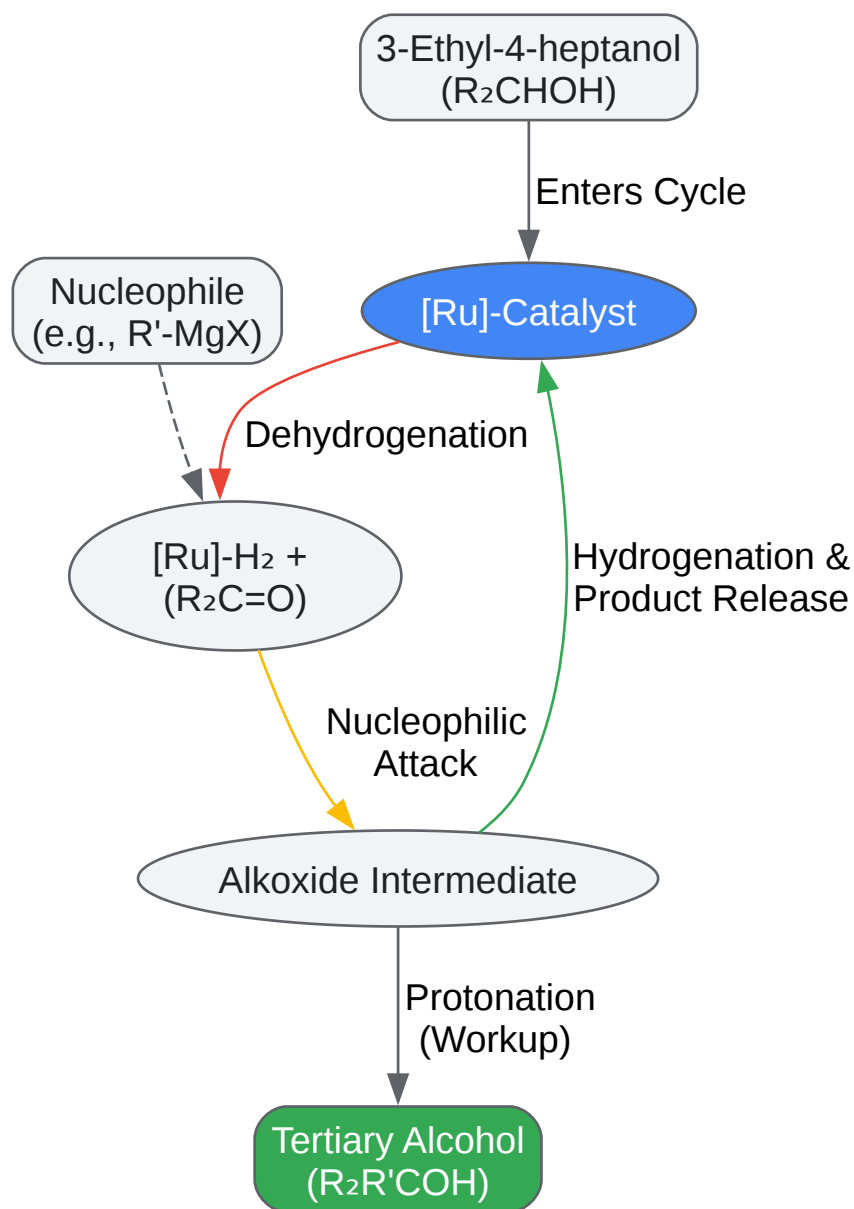 3-Ethyl-4-heptanol
(R₂CHOH)
Enters Cycle
Nucleophile
(e.g., R'-MgX)
[Ru]-Catalyst
Dehydrogenation
[Ru]-H₂ +
(R₂C=O)
Hydrogenation &
Product Release
Nucleophilic
Attack
Alkoxide Intermediate
Protonation
(Workup)
Tertiary Alcohol
(R₂R'COH)